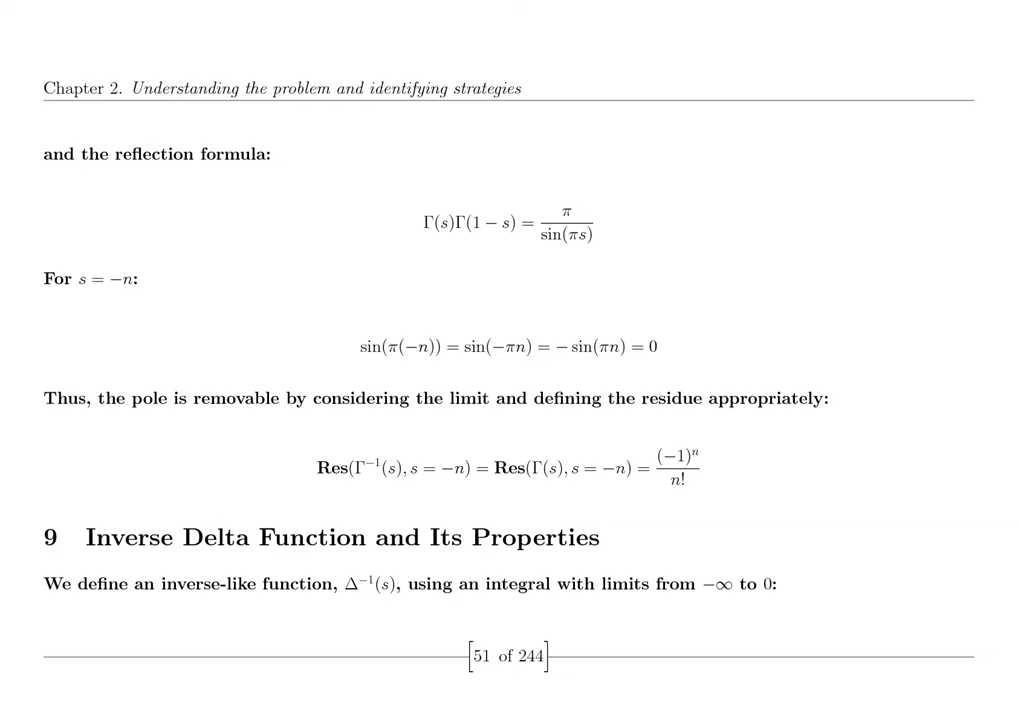 Chapter 2. Understanding the problem and identifying strategies
and the reflection formula:
Γ(s)Γ(1 − s) = π / sin(πs)
For s = −n:
sin(π(−n)) = sin(−πn) = − sin(πn) = 0
Thus, the pole is removable by considering the limit and defining the residue appropriately:
Res(Γ⁻¹(s), s = −n) = Res(Γ(s), s = −n) = (−1)ⁿ / n!
9 Inverse Delta Function and Its Properties
We define an inverse-like function, Δ⁻¹(s), using an integral with limits from −∞ to 0:
[51 of 244]